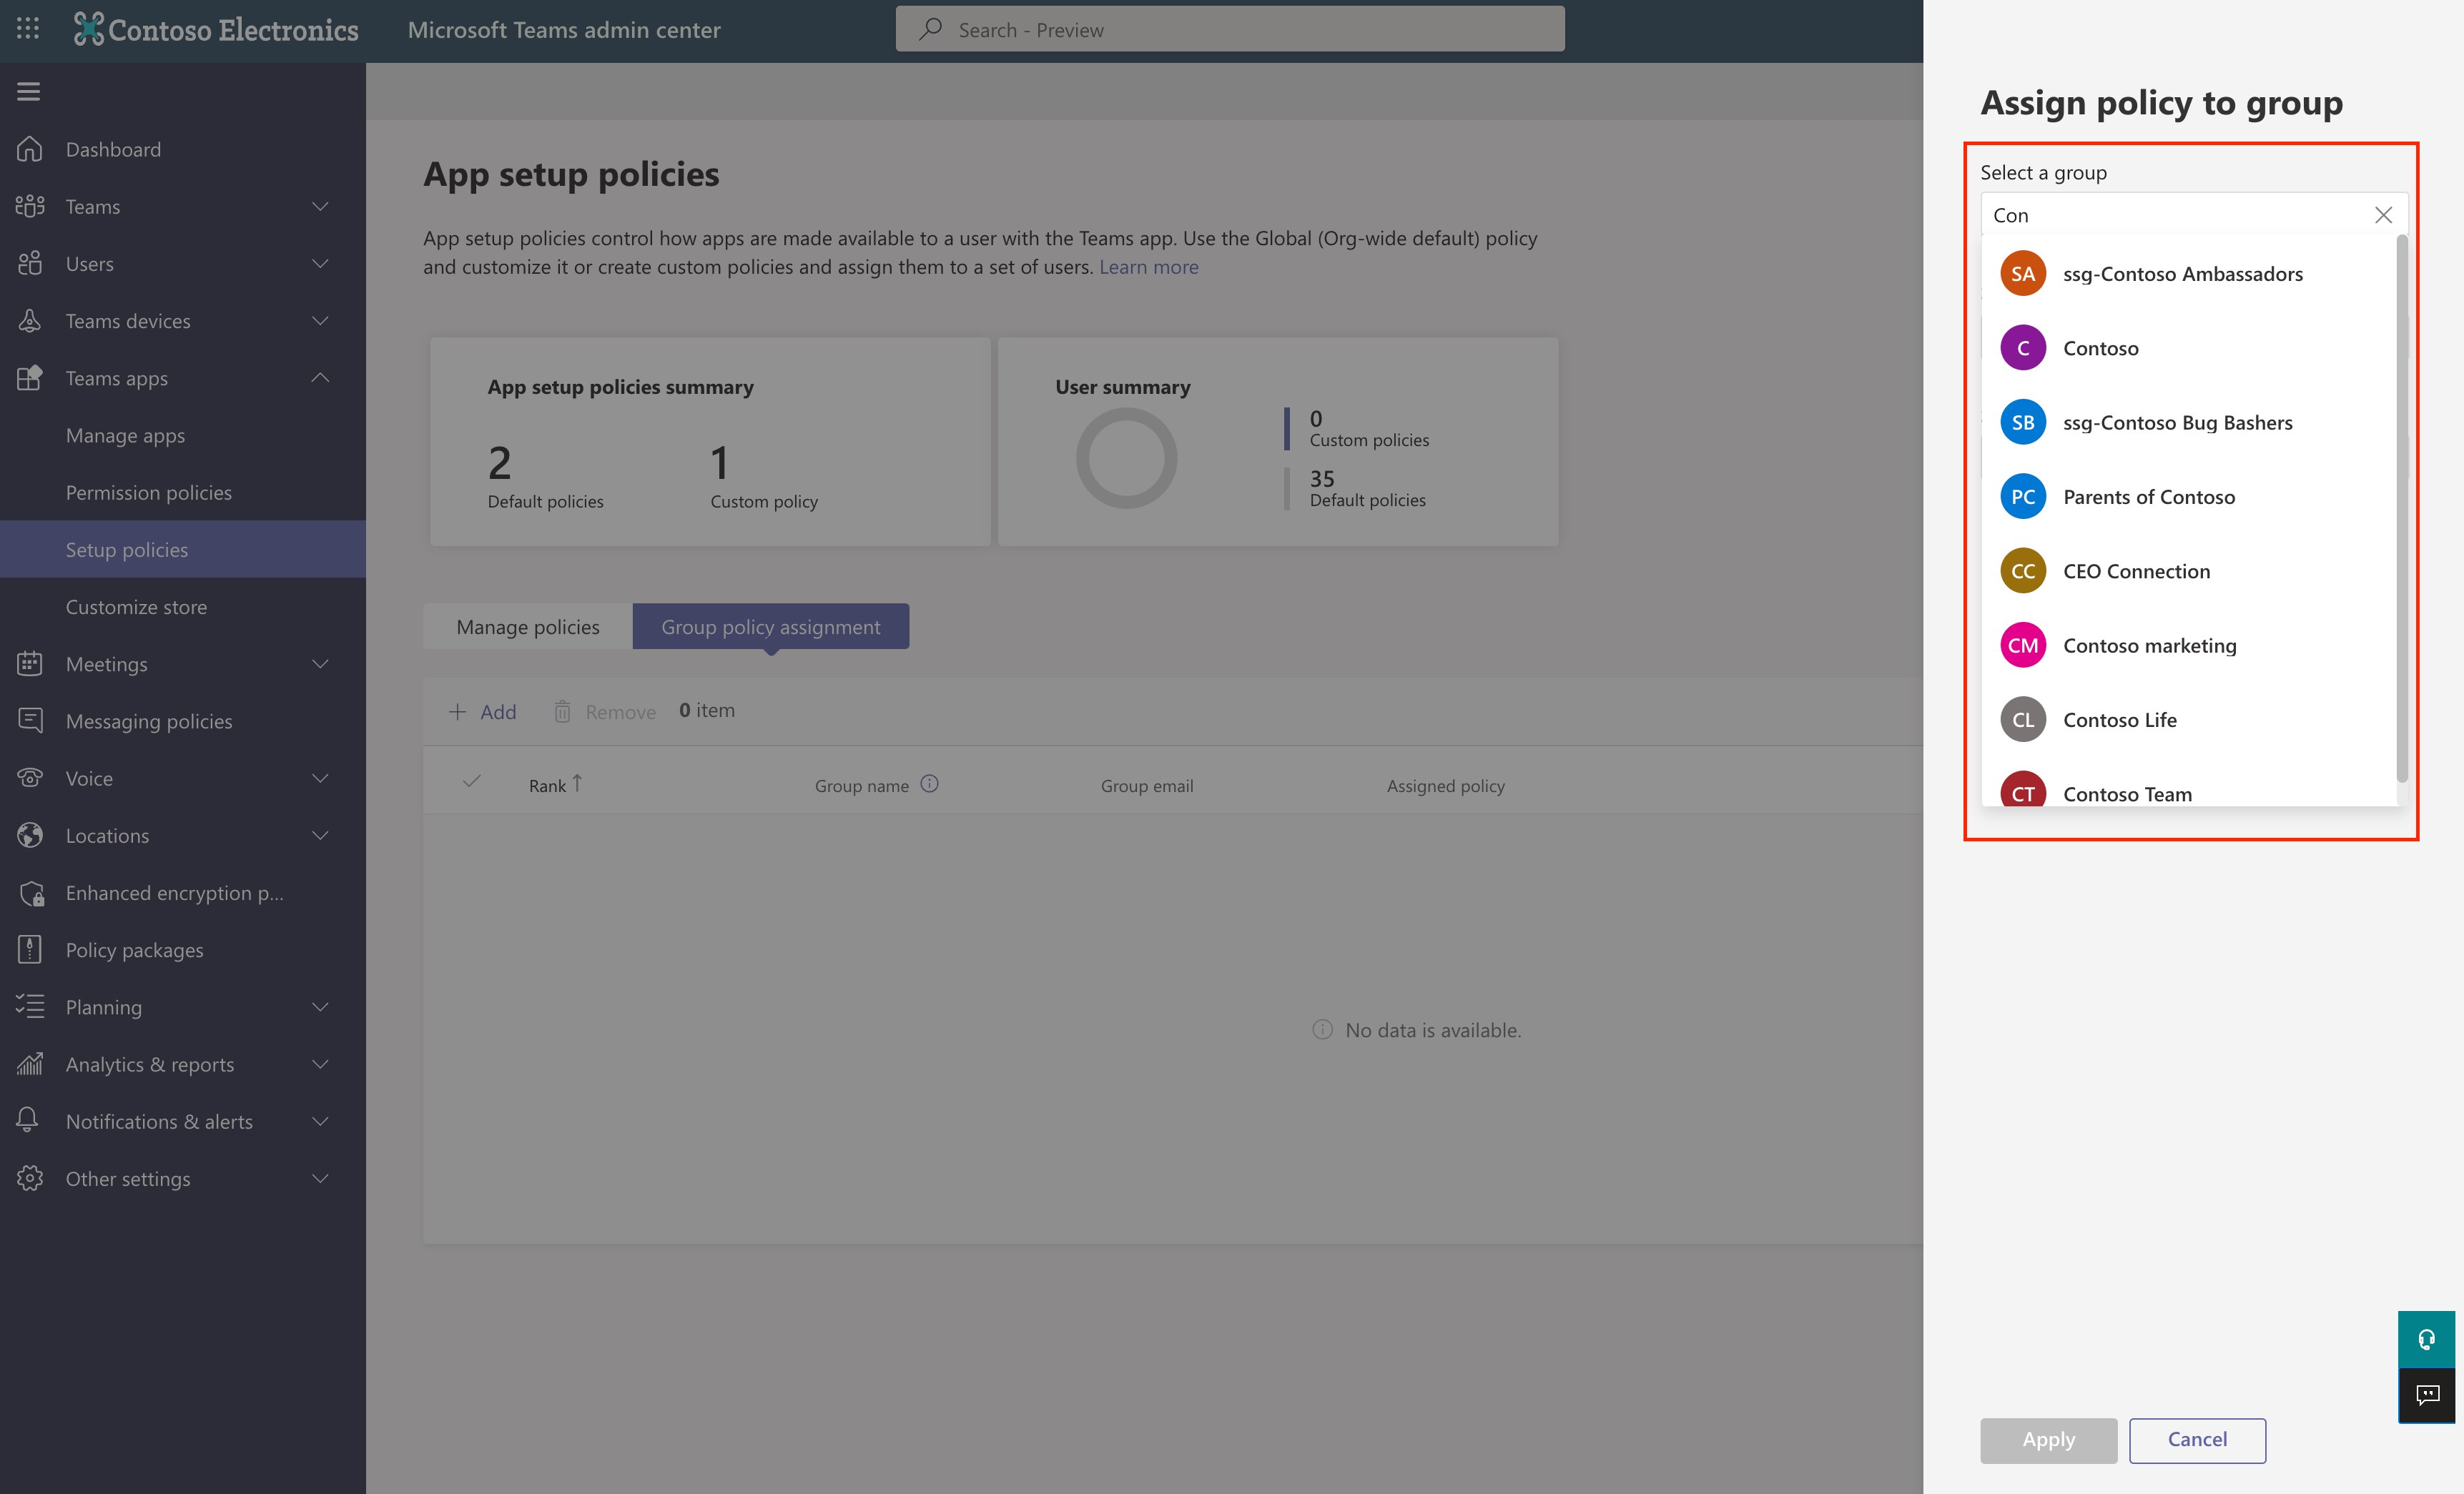 Contoso Electronics
Microsoft Teams admin center
Search - Preview
Dashboard
Teams
Users
Teams devices
Teams apps
Manage apps
Permission policies
Setup policies
Customize store
Meetings
Messaging policies
Voice
Locations
Enhanced encryption p...
Policy packages
Planning
Analytics & reports
Notifications & alerts
Other settings
App setup policies
App setup policies control how apps are made available to a user with the Teams app. Use the Global (Org-wide default) policy
and customize it or create custom policies and assign them to a set of users. Learn more
App setup policies summary
2
Default policies
1
Custom policy
User summary
0
Custom policies
35
Default policies
Manage policies
Group policy assignment
Add
Remove
0 item
Rank
Group name
Group email
Assigned policy
No data is available.
Assign policy to group
Select a group
Con
SA ssg-Contoso Ambassadors
C Contoso
SB ssg-Contoso Bug Bashers
PC Parents of Contoso
CC CEO Connection
CM Contoso marketing
CL Contoso Life
CT Contoso Team
Apply
Cancel